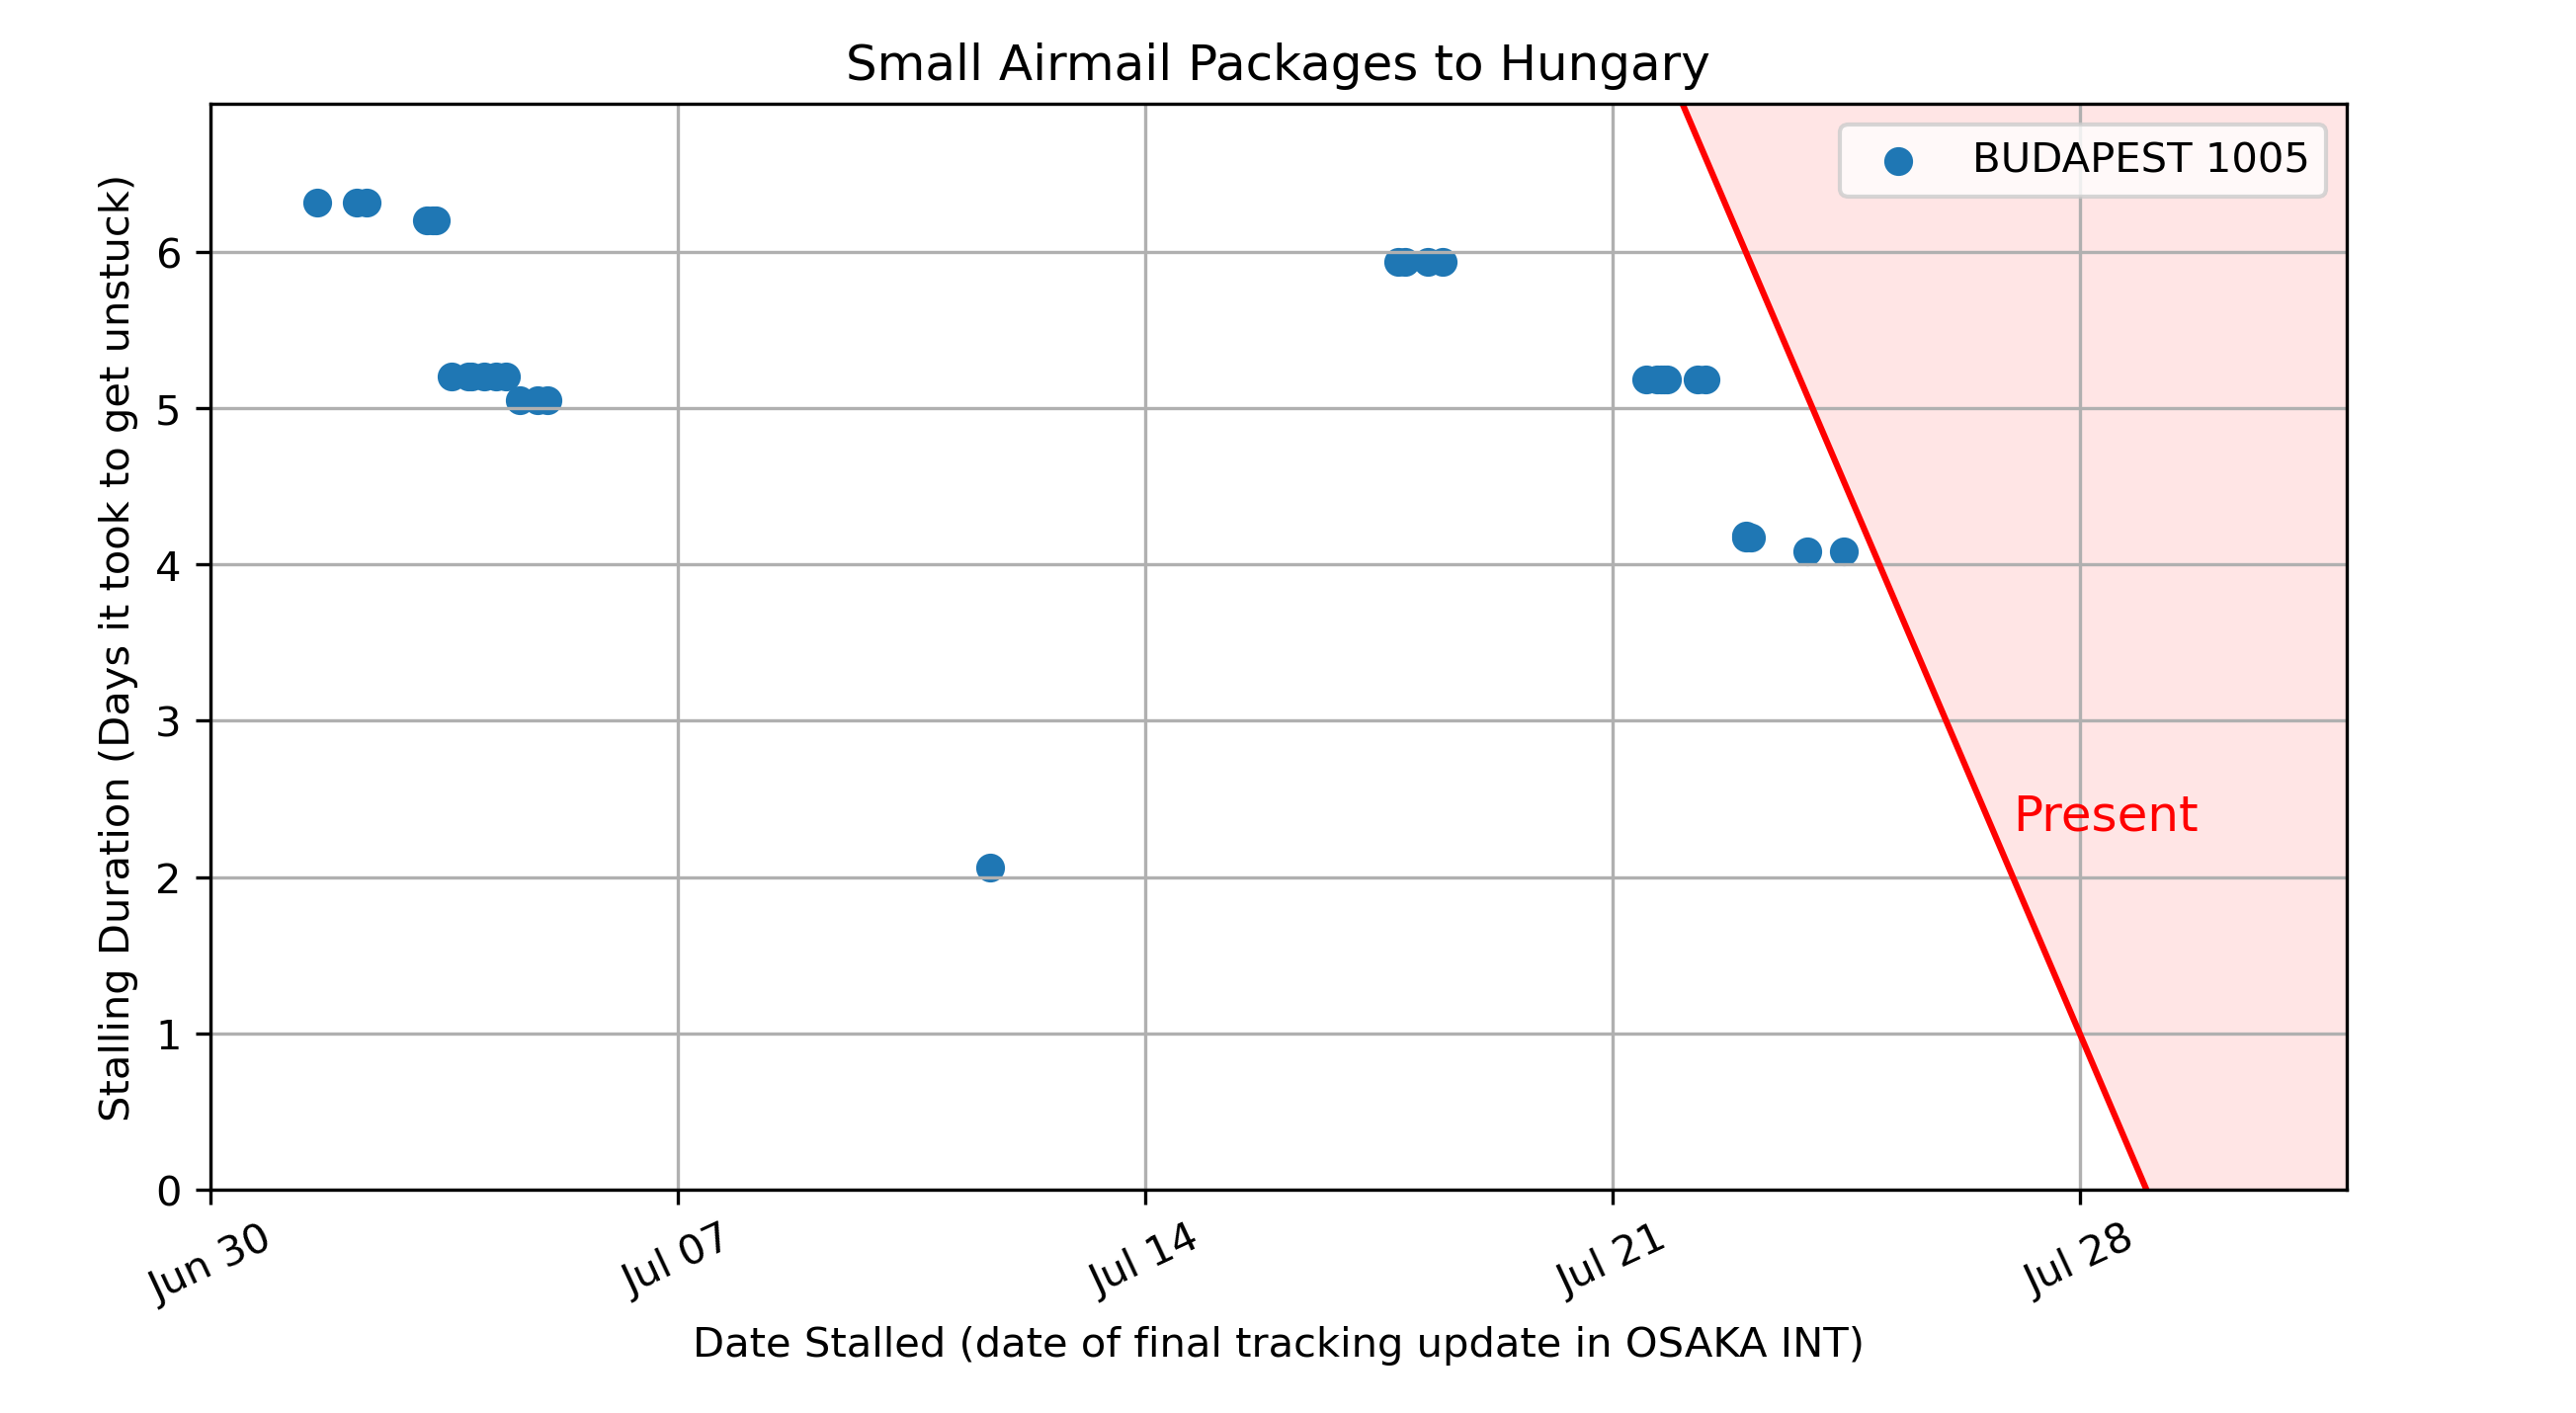 Small Airmail Packages to Hungary
BUDAPEST 1005
Stalling Duration (Days it took to get unstuck)
6
5
4
3
2
1
0
Present
Jun 30
Jul 07
Jul 14
Jul 21
Jul 28
Date Stalled (date of final tracking update in OSAKA INT)